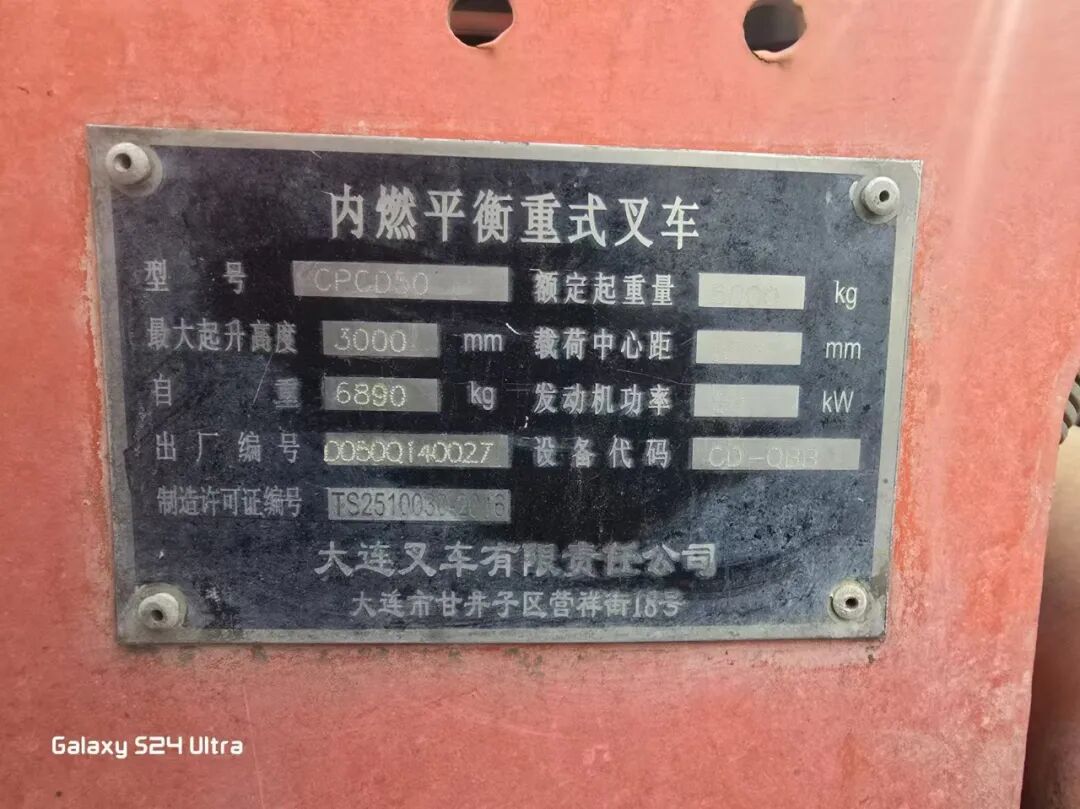 内燃平衡重式叉车
型号 CPCD50 额定起重量 kg
最大起升高度 3000 mm 载荷中心距 mm
自重 6890 kg 发动机功率 kW
出厂编号 D050Q140027 设备代码 CD-QBB
制造许可证编号
大连叉车有限责任公司
大连市甘井子区营祥街18号
Galaxy S24 Ultra